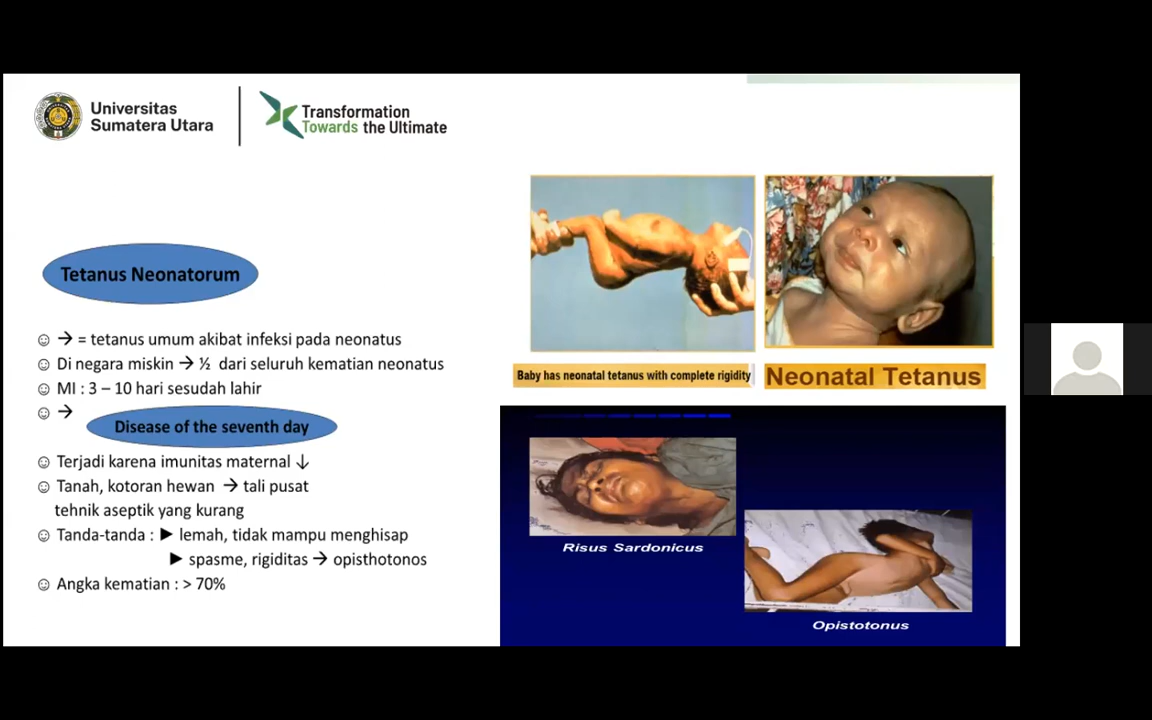 Universitas
Sumatera Utara
Transformation
Towards the Ultimate
Tetanus Neonatorum
☺ → = tetanus umum akibat infeksi pada neonatus
☺ Di negara miskin → ½ dari seluruh kematian neonatus
☺ MI : 3 – 10 hari sesudah lahir
☺ →
Disease of the seventh day
☺ Terjadi karena imunitas maternal ↓
☺ Tanah, kotoran hewan → tali pusat
tehnik aseptik yang kurang
☺ Tanda-tanda : ► lemah, tidak mampu menghisap
► spasme, rigiditas → opisthotonos
☺ Angka kematian : > 70%
Baby has neonatal tetanus with complete rigidity
Neonatal Tetanus
Risus Sardonicus
Opistotonus